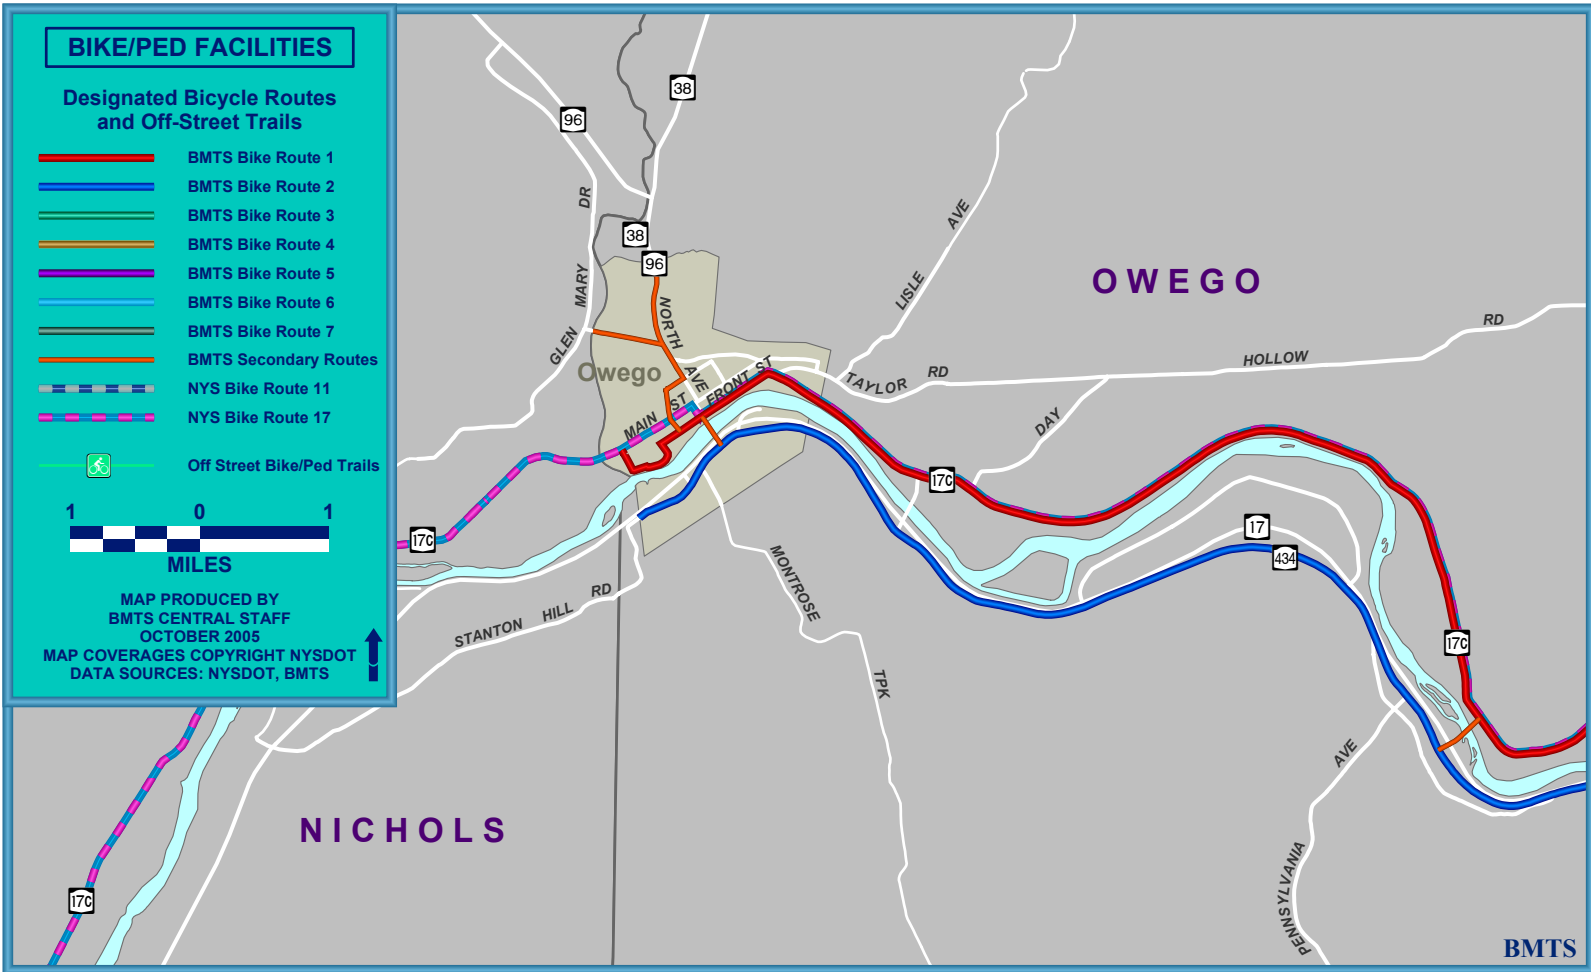 BIKE/PED FACILITIES
Designated Bicycle Routes
and Off-Street Trails
BMTS Bike Route 1
BMTS Bike Route 2
BMTS Bike Route 3
BMTS Bike Route 4
BMTS Bike Route 5
BMTS Bike Route 6
BMTS Bike Route 7
BMTS Secondary Routes
NYS Bike Route 11
NYS Bike Route 17
Off Street Bike/Ped Trails
1 0 1
MILES
MAP PRODUCED BY
BMTS CENTRAL STAFF
OCTOBER 2005
MAP COVERAGES COPYRIGHT NYSDOT
DATA SOURCES: NYSDOT, BMTS
38
96
38
96
GLEN MARY DR
NORTH AVE
Owego
MAIN ST
FRONT ST
LISLE AVE
OWEGO
TAYLOR RD
HOLLOW RD
DAY
17C
17C
17
434
17C
STANTON HILL RD
MONTROSE TPK
NICHOLS
17C
PENNSYLVANIA AVE
BMTS